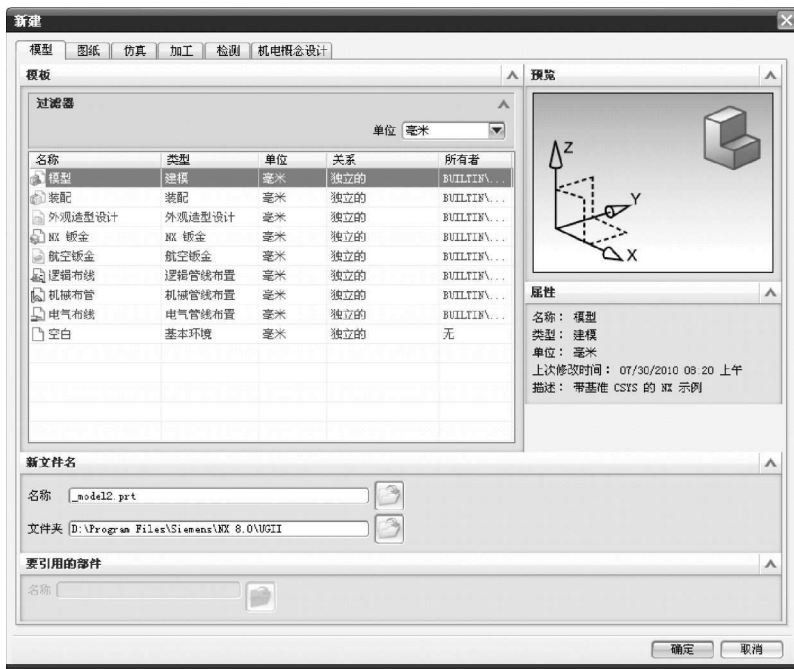 新建
模型 图纸 仿真 加工 检测 机电概念设计
模板
过滤器
单位 毫米
名称 类型 单位 关系 所有者
模型 建模 毫米 独立的 BUILTIN\...
装配 装配 毫米 独立的 BUILTIN\...
外观造型设计 外观造型设计 毫米 独立的 BUILTIN\...
NX 钣金 NX 钣金 毫米 独立的 BUILTIN\...
航空钣金 航空钣金 毫米 独立的 BUILTIN\...
逻辑布线 逻辑管线布置 毫米 独立的 BUILTIN\...
机械布管 机械管线布置 毫米 独立的 BUILTIN\...
电气布线 电气管线布置 毫米 独立的 BUILTIN\...
空白 基本环境 毫米 独立的 无
预览
Z
Y
X
属性
名称： 模型
类型： 建模
单位： 毫米
上次修改时间： 07/30/2010 08:20 上午
描述： 带基准 CSYS 的 NX 示例
新文件名
名称 _model2.prt
文件夹 D:\Program Files\Siemens\NX 8.0\UGII
要引用的部件
名称
确定 取消